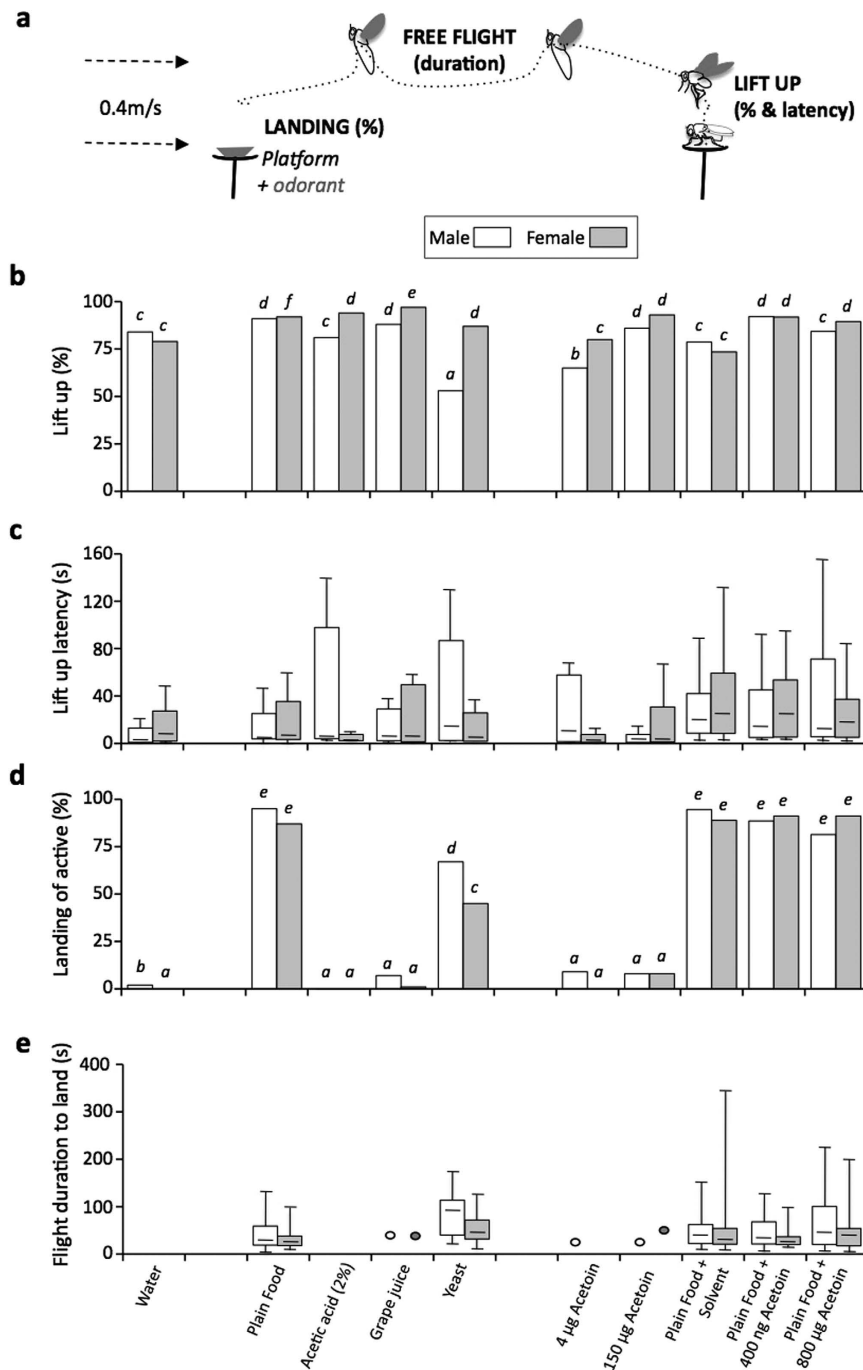 a
FREE FLIGHT
(duration)
LIFT UP
(% & latency)
0.4m/s
LANDING (%)
Platform
+ odorant
Male Female
b
Lift up (%)
100
75
50
25
0
c c d f c d d e a d b c d d c c d d c d
c
Lift up latency (s)
160
120
80
40
0
d
Landing of active (%)
100
75
50
25
0
b a e e a a a a d c a a a a e e e e e e
e
Flight duration to land (s)
400
300
200
100
0
Water
Plain Food
Acetic acid (2%)
Grape juice
Yeast
4 µg Acetoin
150 µg Acetoin
Plain Food +
Solvent
Plain Food +
400 ng Acetoin
Plain Food +
800 µg Acetoin